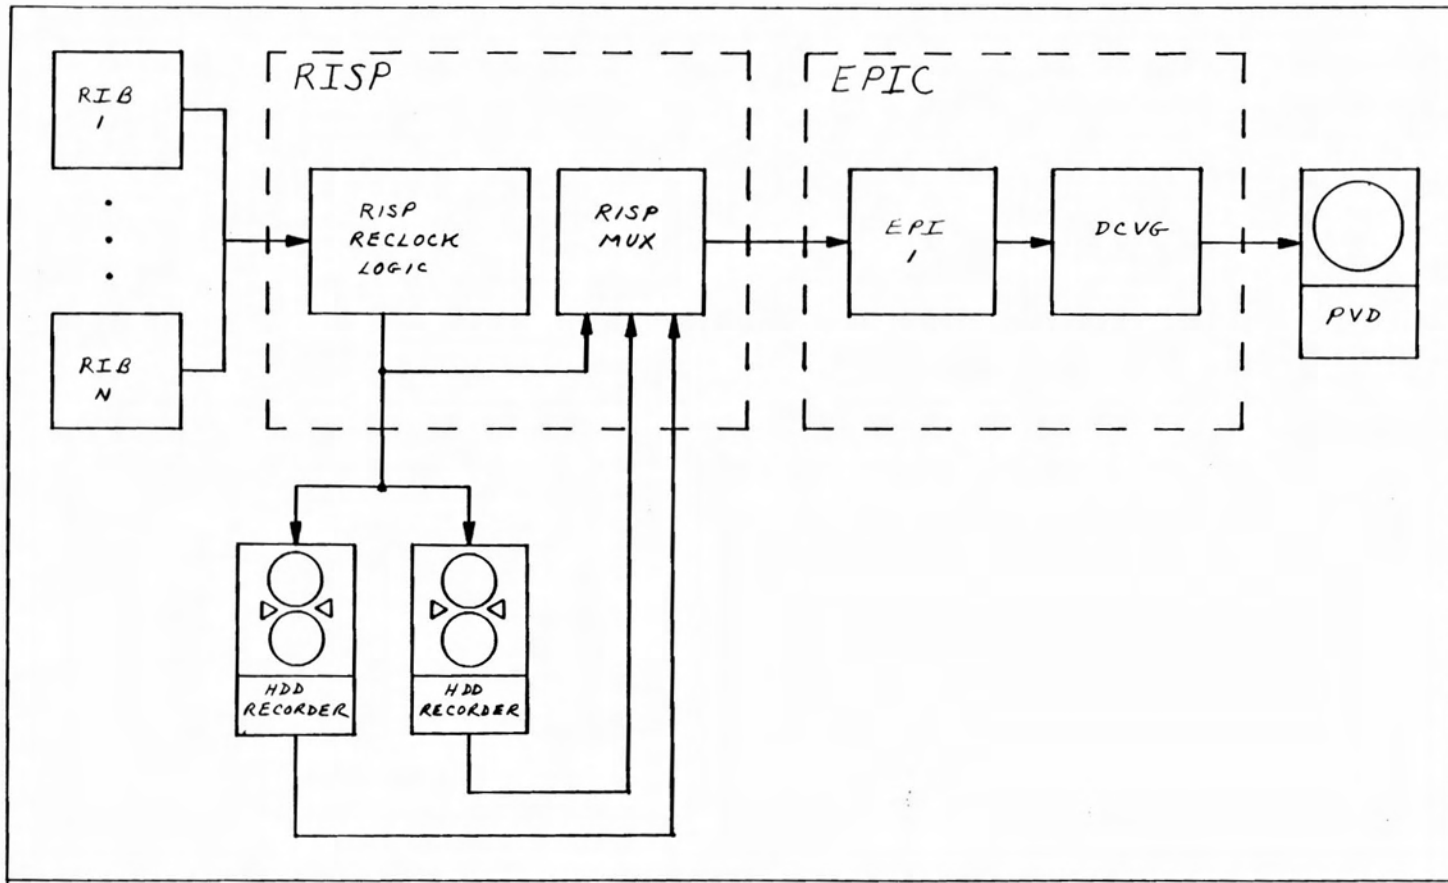 RISP
EPIC
RIB
1
RISP
RECLOCK
LOGIC
RISP
MUX
EPI
1
DCVG
PVD
RIB
N
HDD
RECORDER
HDD
RECORDER